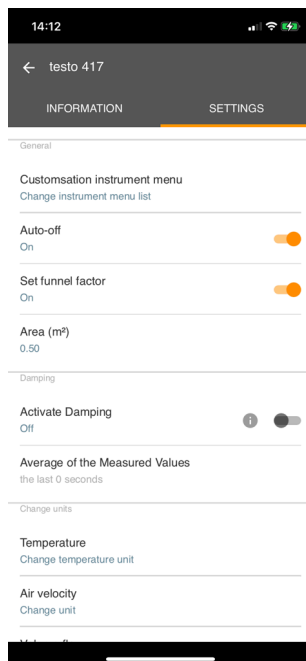 14:12
testo 417
INFORMATION
SETTINGS
General
Customsation instrument menu
Change instrument menu list
Auto-off
On
Set funnel factor
On
Area (m²)
0.50
Damping
Activate Damping
Off
Average of the Measured Values
the last 0 seconds
Change units
Temperature
Change temperature unit
Air velocity
Change unit